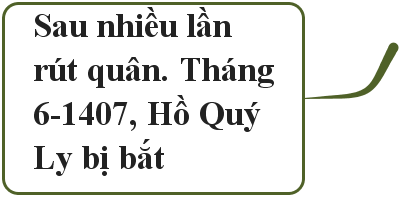 Sau nhiều lần
rút quân. Tháng
6-1407, Hồ Quý
Ly bị bắt